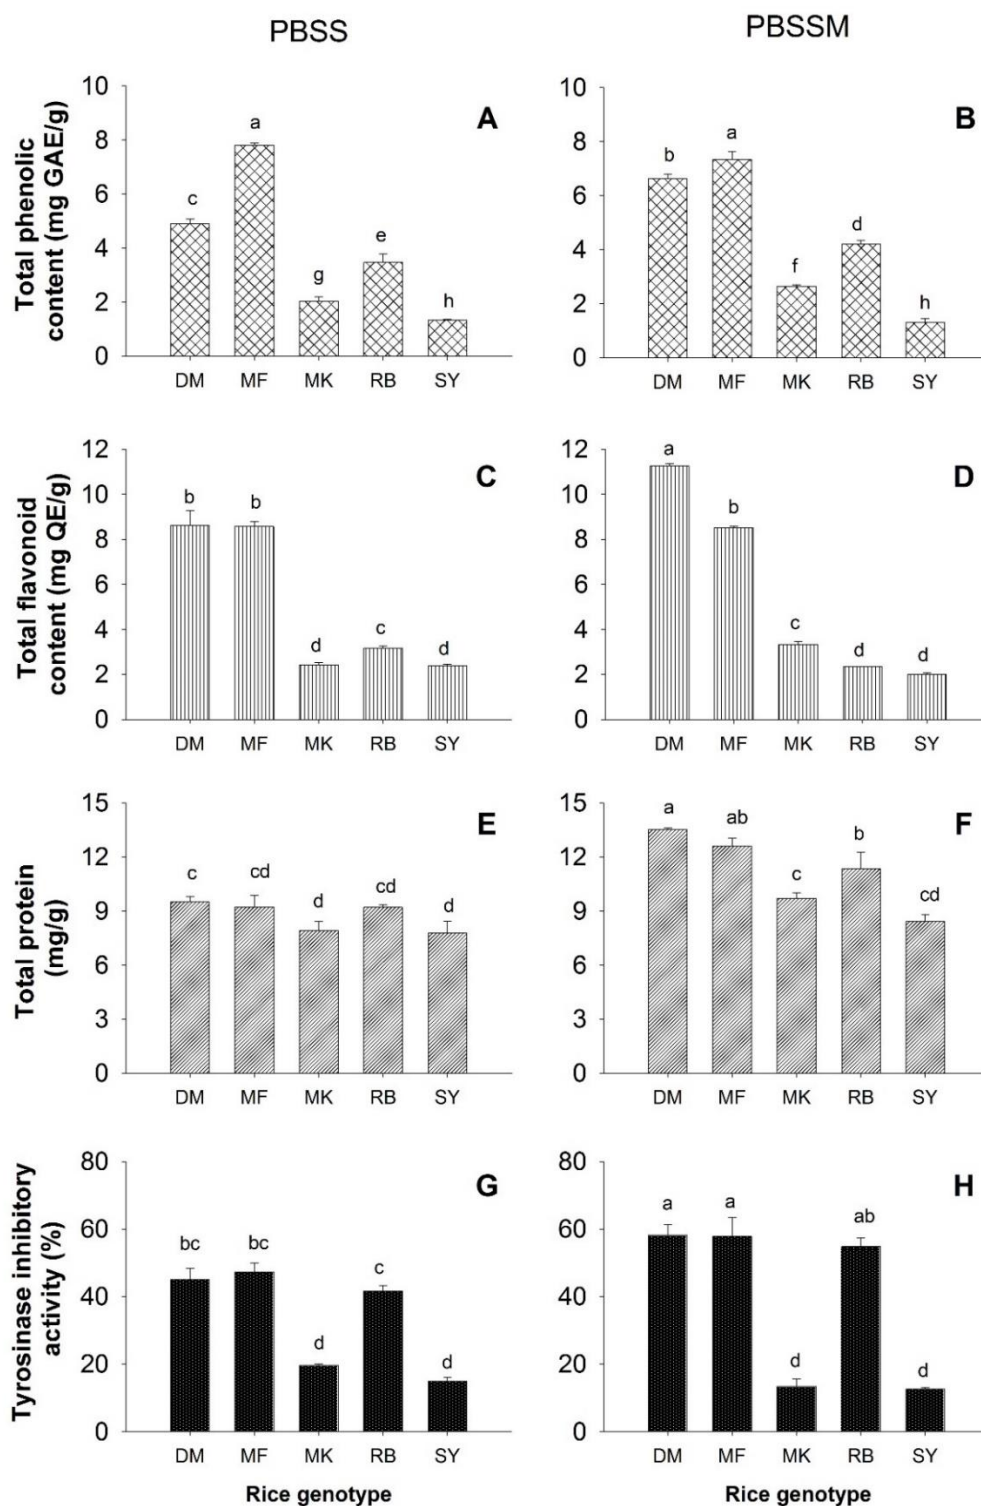 PBSS
PBSSM
Total phenolic
content (mg GAE/g)
10
8
6
4
2
0
A
c
a
g
e
h
DM MF MK RB SY
10
8
6
4
2
0
B
b
a
f
d
h
DM MF MK RB SY
Total flavonoid
content (mg QE/g)
12
10
8
6
4
2
0
C
b
b
d
c
d
DM MF MK RB SY
12
10
8
6
4
2
0
D
a
b
c
d
d
DM MF MK RB SY
Total protein
(mg/g)
15
12
9
6
3
0
E
c
cd
d
cd
d
DM MF MK RB SY
15
12
9
6
3
0
F
a
ab
c
b
cd
DM MF MK RB SY
Tyrosinase inhibitory
activity (%)
80
60
40
20
0
G
bc
bc
d
c
d
DM MF MK RB SY
Rice genotype
80
60
40
20
0
H
a
a
d
ab
d
DM MF MK RB SY
Rice genotype